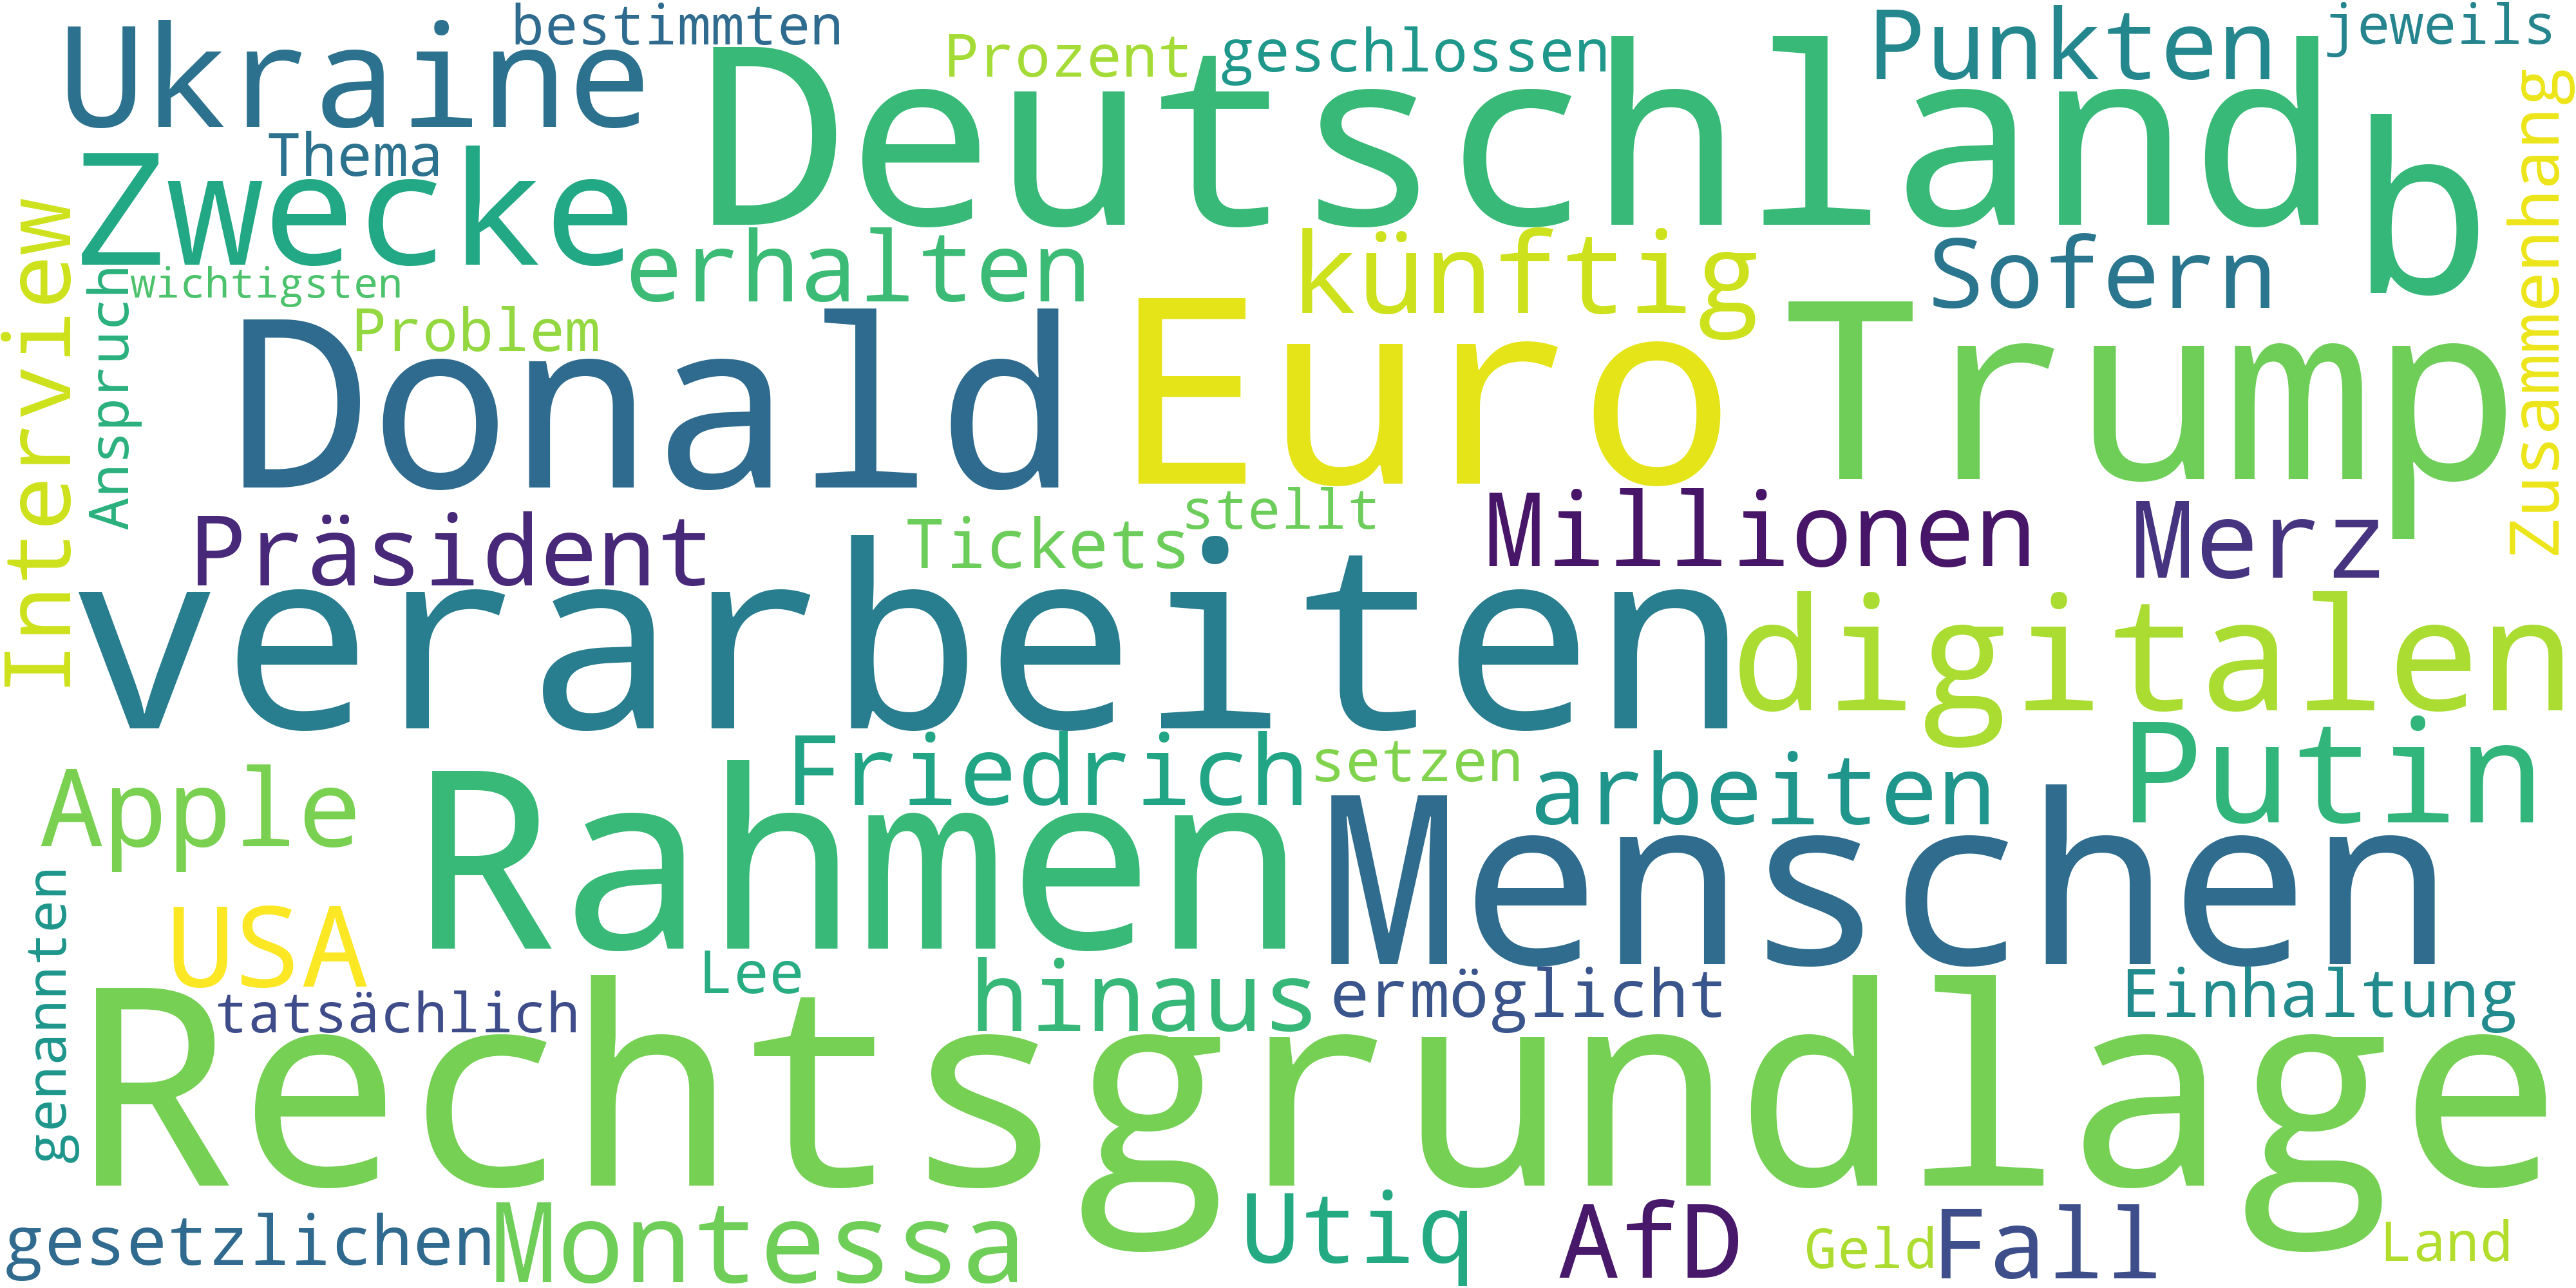 Ukraine
bestimmten
Deutschland
Prozent
geschlossen
Punkten
jeweils
b
Zusammenhang
Thema
Zwecke
Interview
Anspruch
wichtigsten
erhalten
künftig
Sofern
Problem
Donald
Euro
Trump
Präsident
Tickets
stellt
Millionen
Merz
verarbeiten
digitalen
Apple
Friedrich
setzen
arbeiten
Putin
Rahmen
Menschen
genannten
USA
Lee
tatsächlich
hinaus
ermöglicht
Einhaltung
Rechtsgrundlage
gesetzlichen
Montessa
Utiq
AfD
Geld
Fall
Land